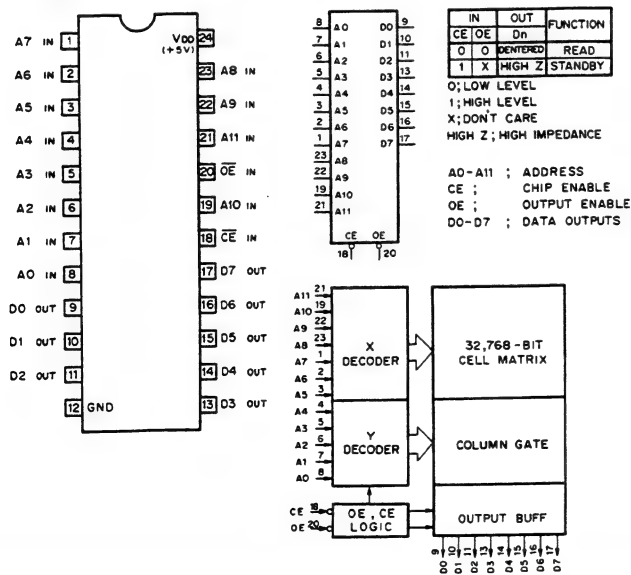 A7 IN 1
A6 IN 2
A5 IN 3
A4 IN 4
A3 IN 5
A2 IN 6
A1 IN 7
A0 IN 8
D0 OUT 9
D1 OUT 10
D2 OUT 11
12 GND
VDD 24
(+5V)
23 A8 IN
22 A9 IN
21 A11 IN
20 OE IN
19 A10 IN
18 CE IN
17 D7 OUT
16 D6 OUT
15 D5 OUT
14 D4 OUT
13 D3 OUT
8 A0 D0 9
7 A1 D1 10
6 A2 D2 11
5 A3 D3 13
4 A4 D4 14
3 A5 D5 15
2 A6 D6 16
1 A7 D7 17
23 A8
22 A9
19 A10
21 A11
CE OE
18 20
IN OUT FUNCTION
CE OE Dn
0 0 DENTERED READ
1 X HIGH Z STANDBY
O; LOW LEVEL
1; HIGH LEVEL
X; DON'T CARE
HIGH Z; HIGH IMPEDANCE
A0-A11 ; ADDRESS
CE ; CHIP ENABLE
OE ; OUTPUT ENABLE
D0-D7 ; DATA OUTPUTS
A11 21
A10 19
A9 22
A8 23
A7 1
A6 2
A5 3
A4 4
A3 5
A2 6
A1 7
A0 8
X
DECODER
Y
DECODER
32,768-BIT
CELL MATRIX
COLUMN GATE
OUTPUT BUFF
CE 18
OE 20
OE, CE
LOGIC
9 10 11 13 14 15 16 17
D0 D1 D2 D3 D4 D5 D6 D7